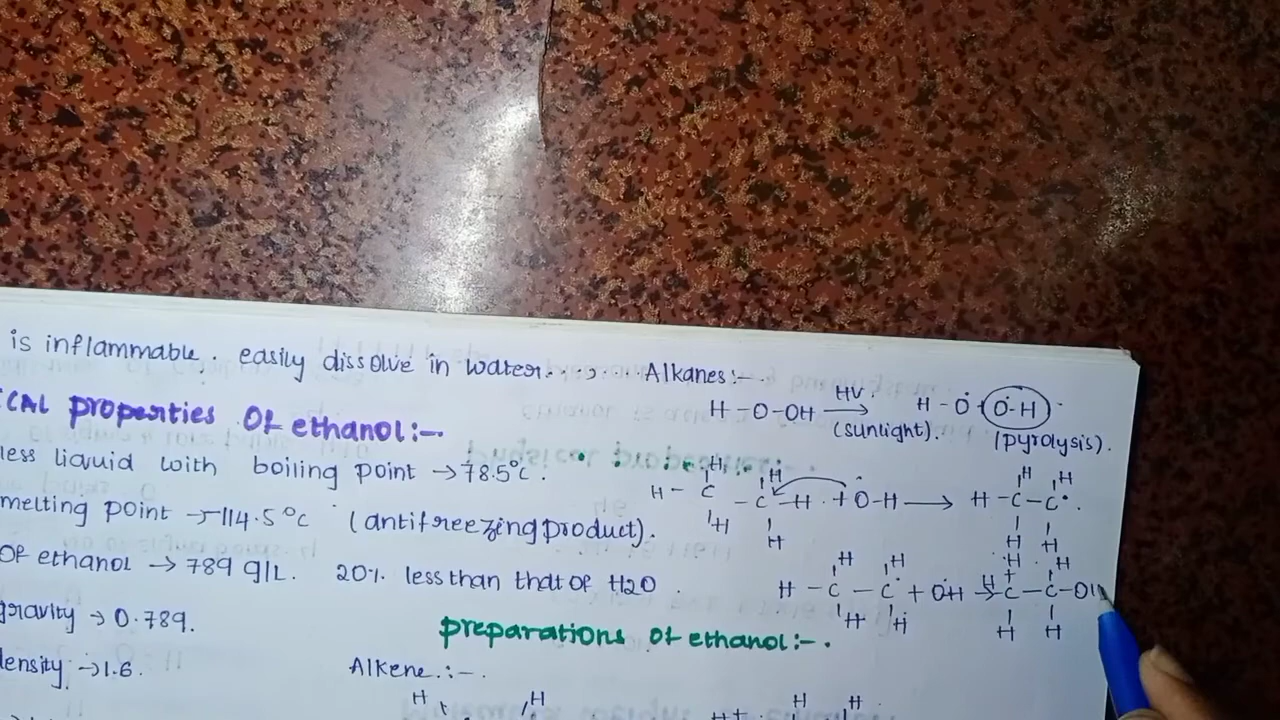 is inflammable. easily dissolve in water.
CAL properties of ethanol:-
less liquid with boiling point → 78.5°C.
melting point → -114.5°C (antifreezing product).
of ethanol → 789 g/L. 20% less than that of H2O.
gravity → 0.789.
density → 1.6.
Alkanes:-
H-O-OH → H-Ȯ + Ȯ-H
HV
(sunlight). (pyrolysis).
H H H H
H-C-C-H + Ȯ-H → H-C-C•
H H H H
H H H H
H-C-C• + ȮH → H-C-C-OH
H H H H
preparations of ethanol:-
Alkene:-
H H H+ H H